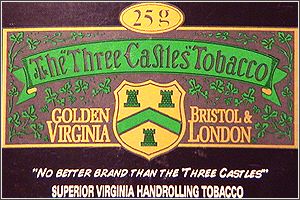 25g
The "Three Castles" Tobacco
GOLDEN VIRGINIA
BRISTOL & LONDON
"NO BETTER BRAND THAN THE 'THREE CASTLES'"
SUPERIOR VIRGINIA HANDROLLING TOBACCO